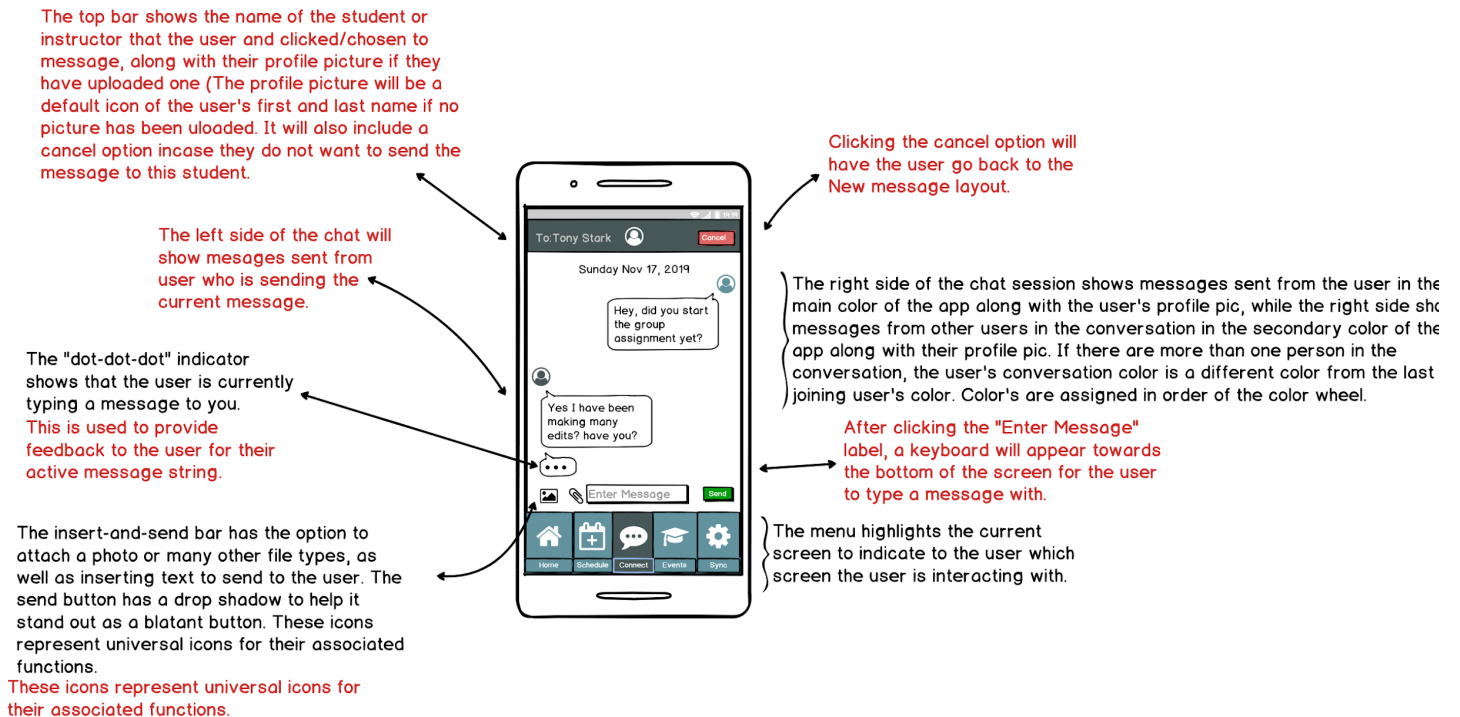 The top bar shows the name of the student or
instructor that the user and clicked/chosen to
message, along with their profile picture if they
have uploaded one (The profile picture will be a
default icon of the user's first and last name if no
picture has been uloaded. It will also include a
cancel option incase they do not want to send the
message to this student.
Clicking the cancel option will
have the user go back to the
New message layout.
The left side of the chat will
show mesages sent from
user who is sending the
current message.
19:14
To:Tony Stark
Cancel
Sunday Nov 17, 2019
Hey, did you start
the group
assignment yet?
Yes I have been
making many
edits? have you?
Enter Message
Send
Home
Schedule
Connect
Events
Sync
The right side of the chat session shows messages sent from the user in the
main color of the app along with the user's profile pic, while the right side sho
messages from other users in the conversation in the secondary color of the
app along with their profile pic. If there are more than one person in the
conversation, the user's conversation color is a different color from the last
joining user's color. Color's are assigned in order of the color wheel.
The "dot-dot-dot" indicator
shows that the user is currently
typing a message to you.
This is used to provide
feedback to the user for their
active message string.
After clicking the "Enter Message"
label, a keyboard will appear towards
the bottom of the screen for the user
to type a message with.
The insert-and-send bar has the option to
attach a photo or many other file types, as
well as inserting text to send to the user. The
send button has a drop shadow to help it
stand out as a blatant button. These icons
represent universal icons for their associated
functions.
These icons represent universal icons for
their associated functions.
The menu highlights the current
screen to indicate to the user which
screen the user is interacting with.